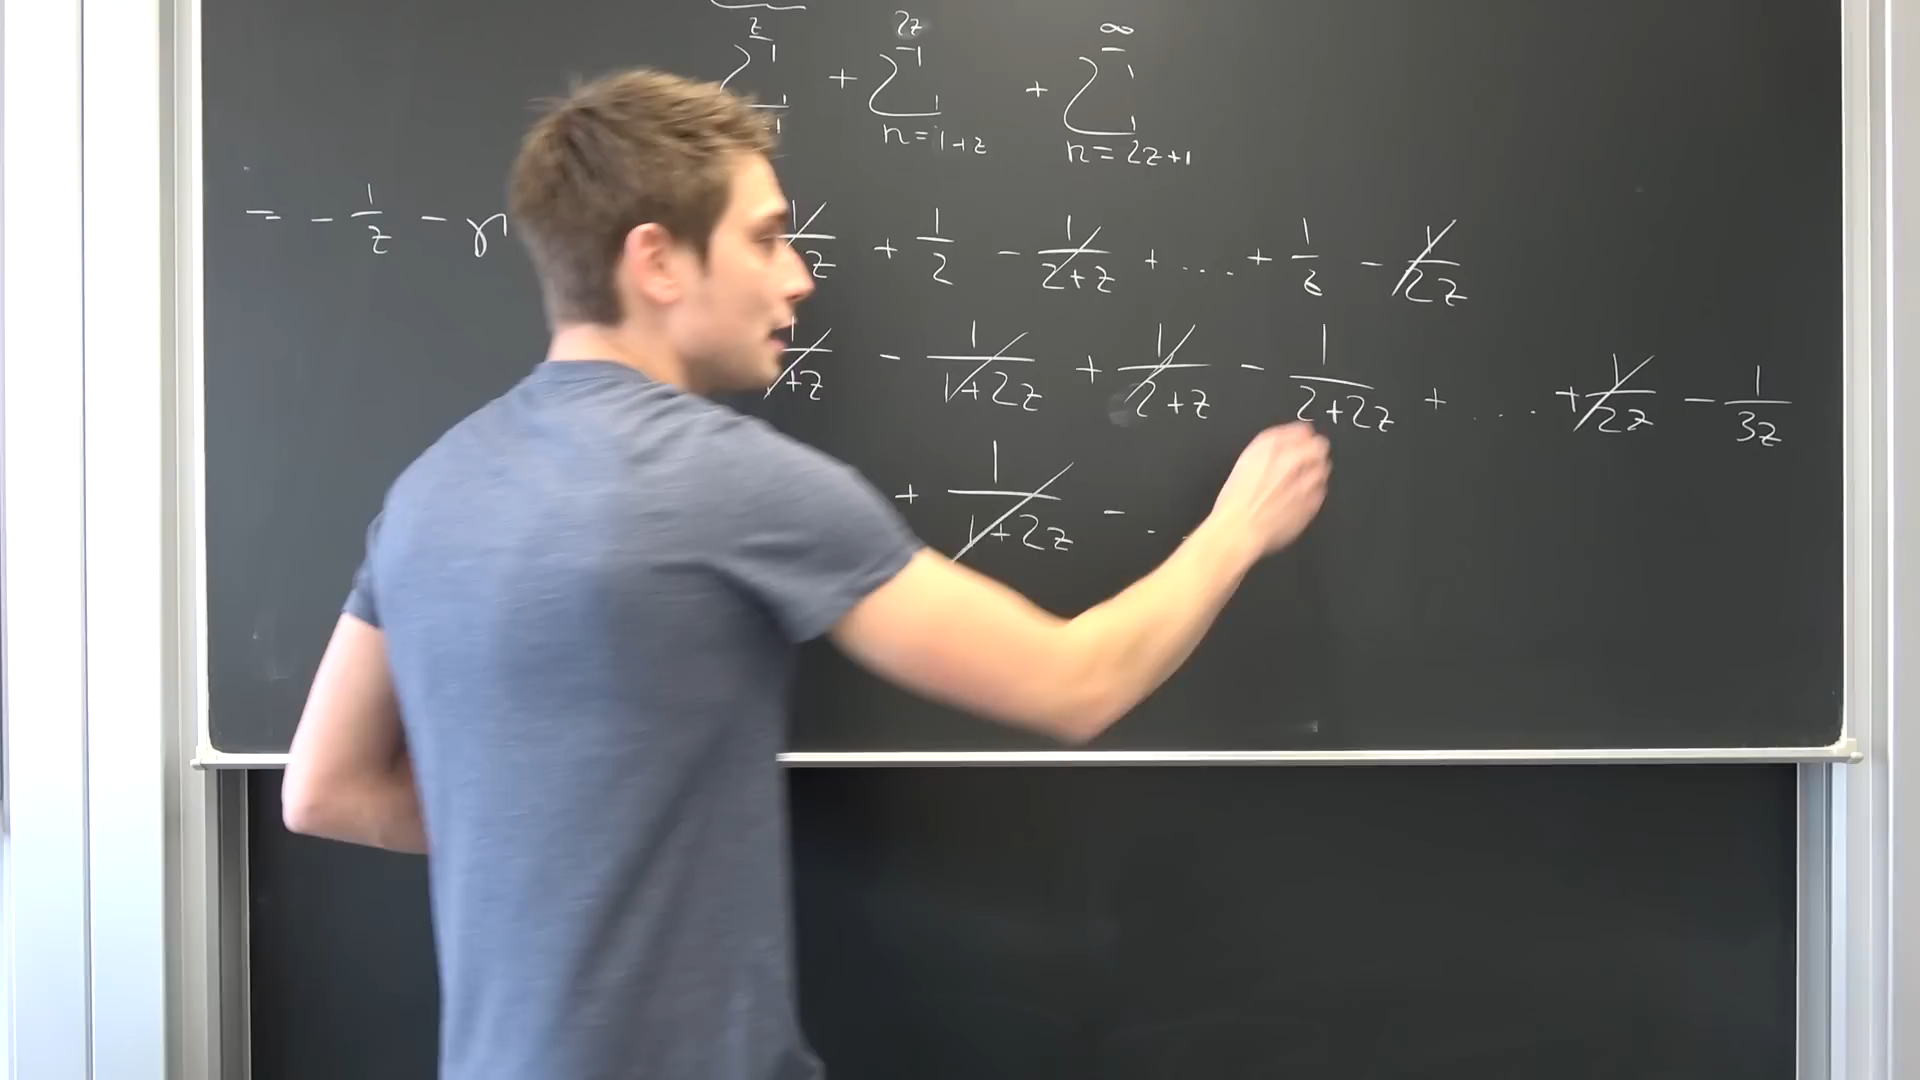 z 2z ∞
∑ + ∑ + ∑
n=1+z n=2z+1
= - 1/z - γ
z + 1/2 - 1/(2+z) + .... + 1/z - 1/2z
1/(1+z) - 1/(1+2z) + 1/(2+z) - 1/(2+2z) + .... + 1/2z - 1/3z
+ 1/(1+2z) - ..